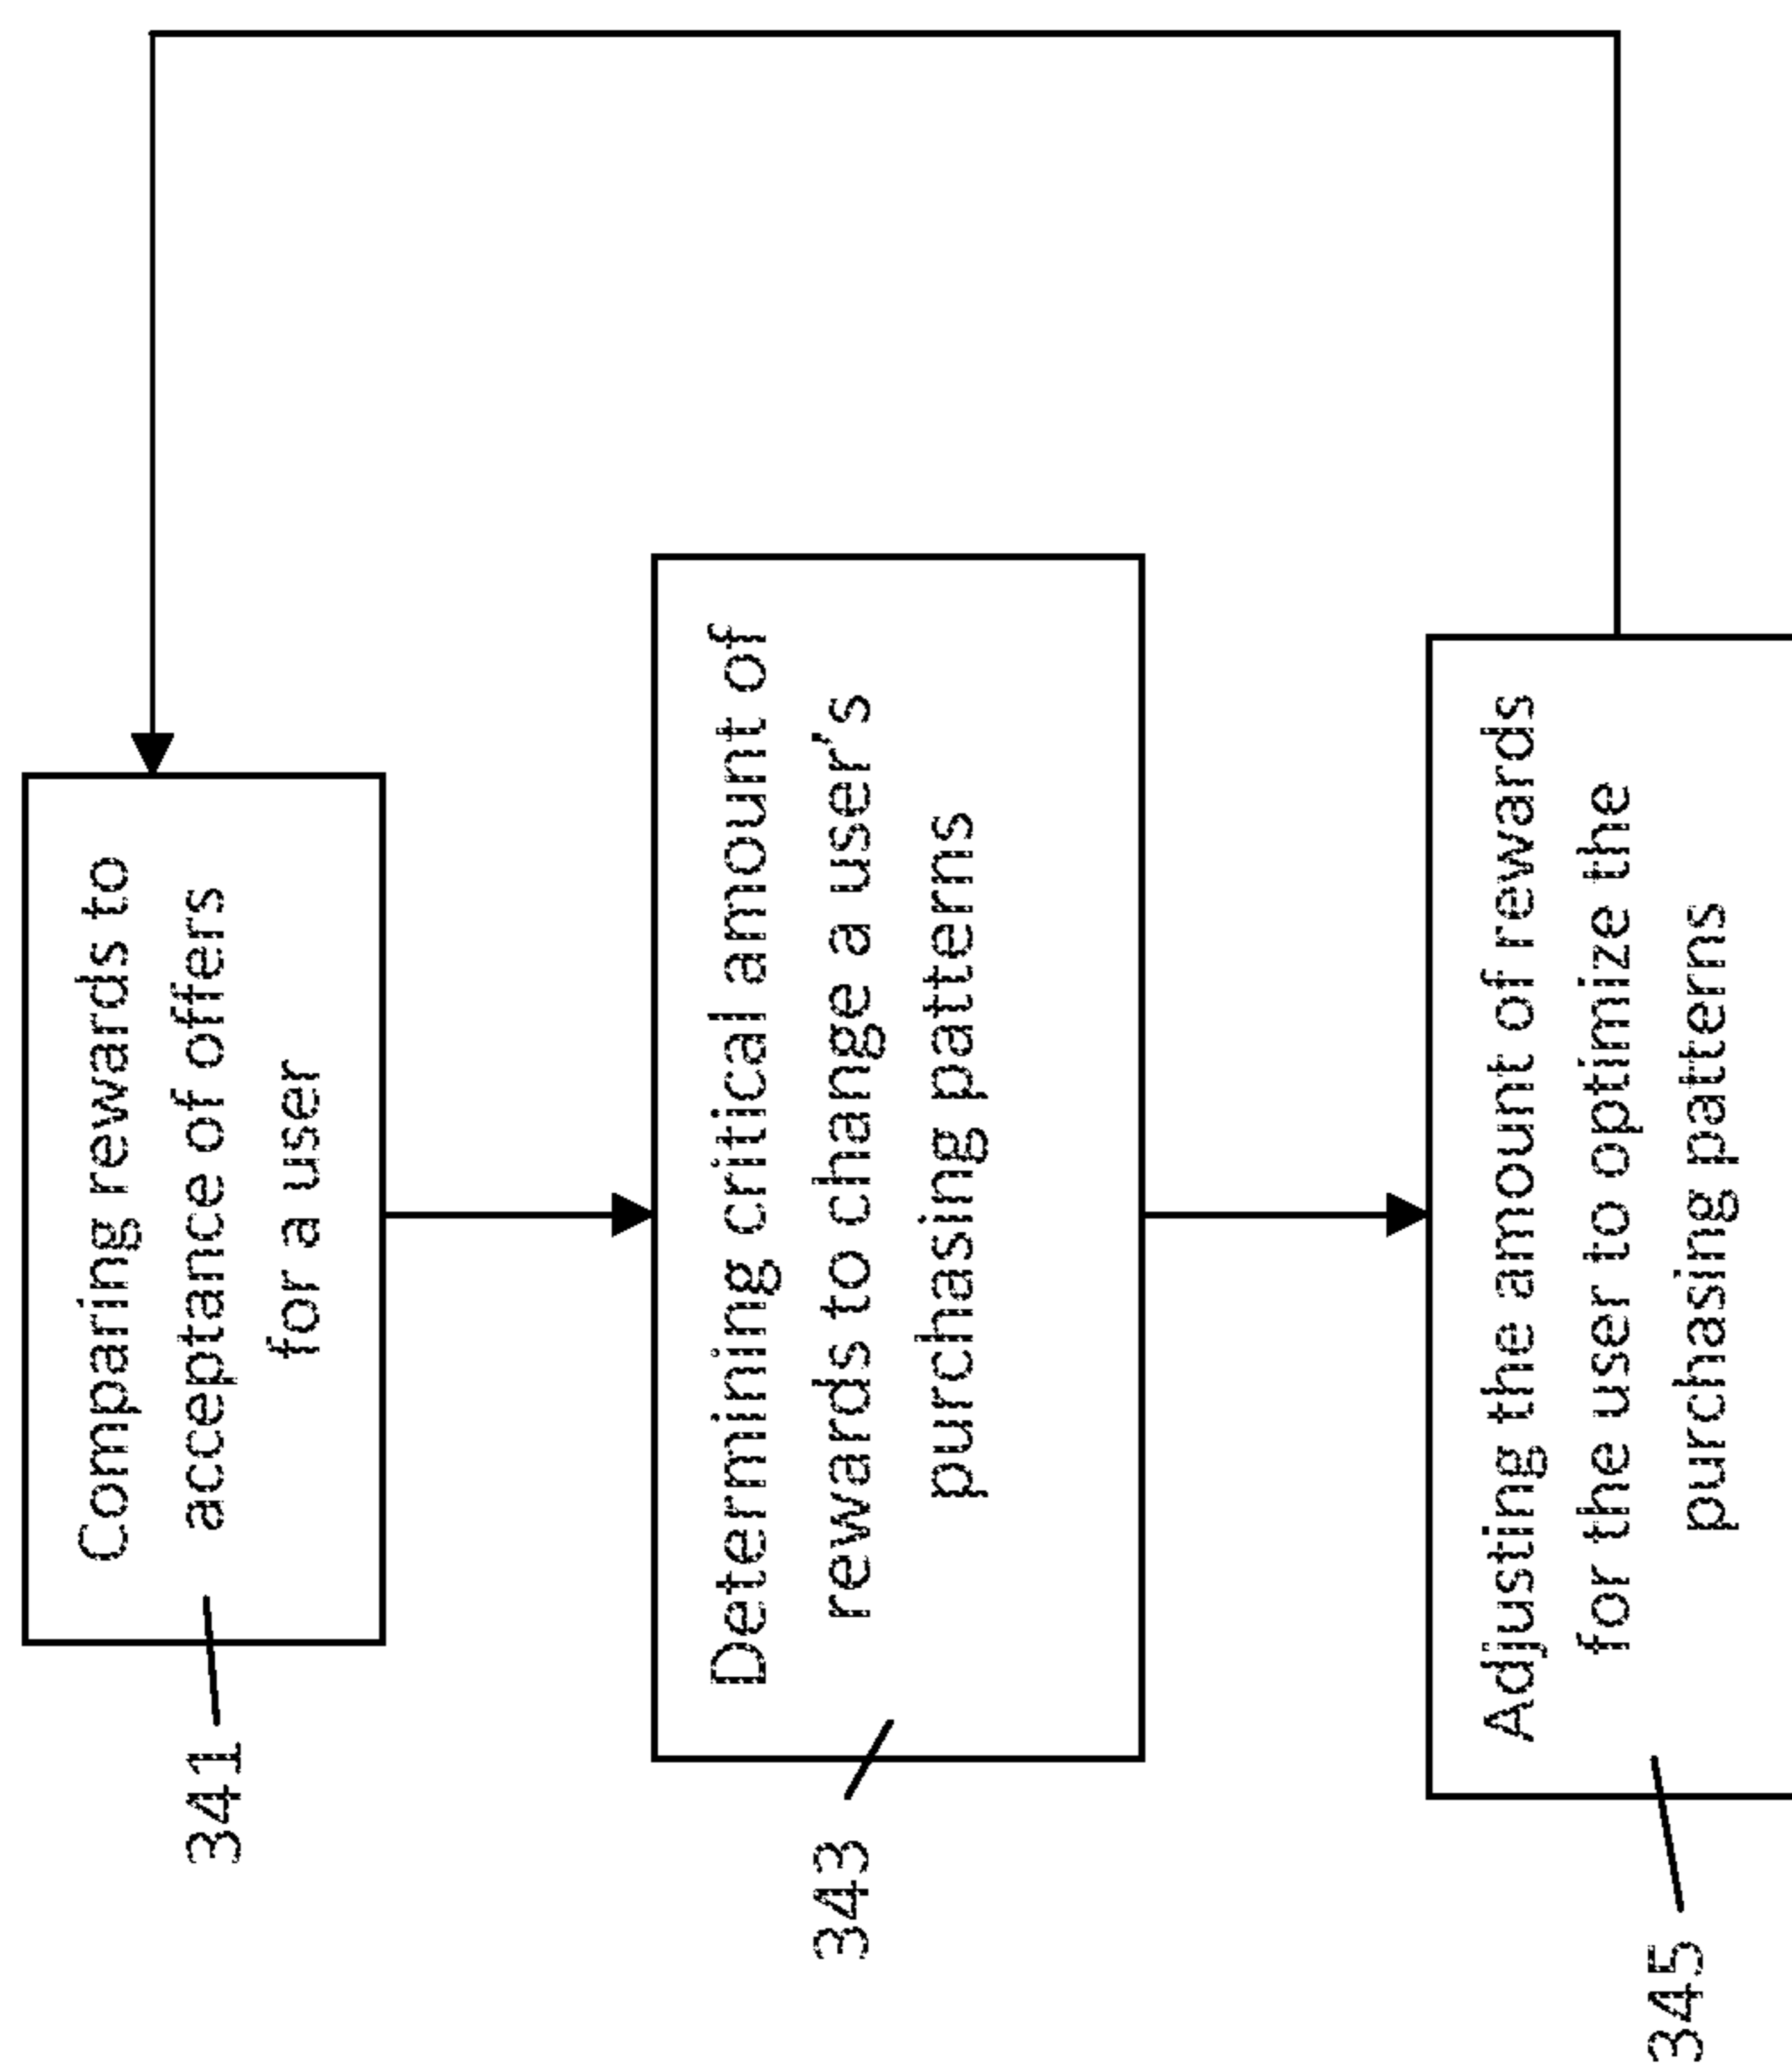 Comparing rewards to
acceptance of offers
for a user
341
Determining critical amount of
rewards to change a user's
purchasing patterns
343
Adjusting the amount of rewards
for the user to optimize the
purchasing patterns
345